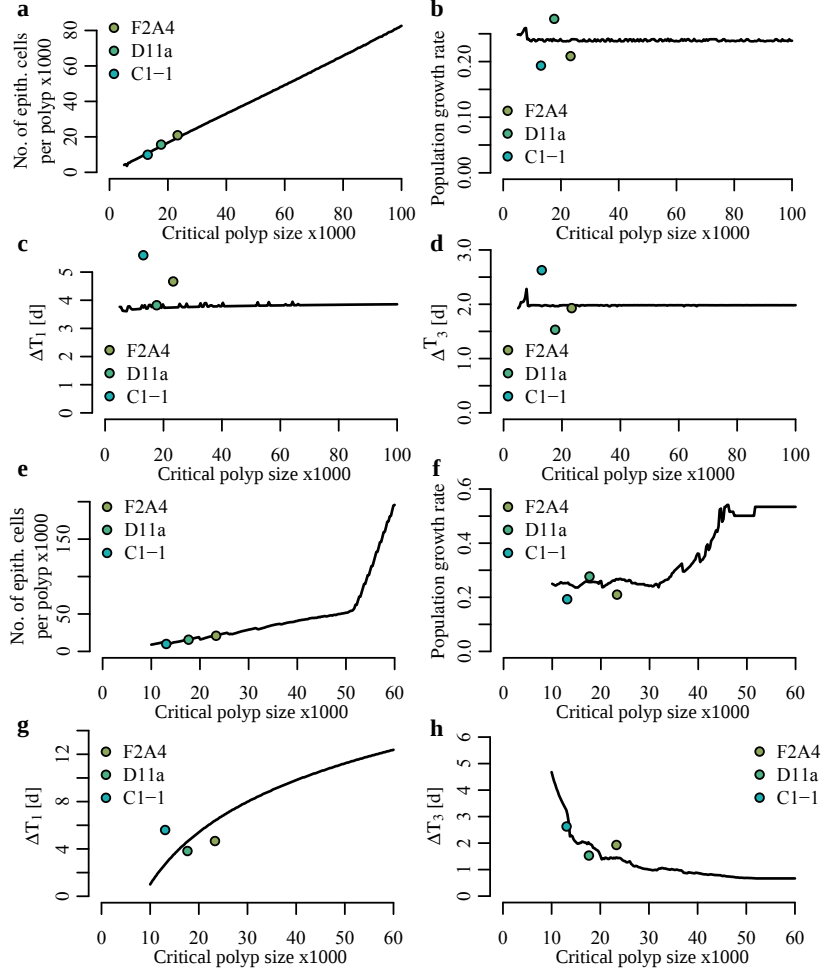 a
No. of epith. cells
per polyp x1000
0 20 40 60 80
F2A4
D11a
C1−1
0 20 40 60 80 100
Critical polyp size x1000
b
Population growth rate
0.00 0.10 0.20
F2A4
D11a
C1−1
0 20 40 60 80 100
Critical polyp size x1000
c
ΔT1 [d]
0 1 2 3 4 5
F2A4
D11a
C1−1
0 20 40 60 80 100
Critical polyp size x1000
d
ΔT3 [d]
0.0 1.0 2.0 3.0
F2A4
D11a
C1−1
0 20 40 60 80 100
Critical polyp size x1000
e
No. of epith. cells
per polyp x1000
0 50 150
F2A4
D11a
C1−1
0 10 20 30 40 50 60
Critical polyp size x1000
f
Population growth rate
0.0 0.2 0.4 0.6
F2A4
D11a
C1−1
0 10 20 30 40 50 60
Critical polyp size x1000
g
ΔT1 [d]
0 4 8 12
F2A4
D11a
C1−1
0 10 20 30 40 50 60
Critical polyp size x1000
h
ΔT3 [d]
0 1 2 3 4 5 6
F2A4
D11a
C1−1
0 10 20 30 40 50 60
Critical polyp size x1000